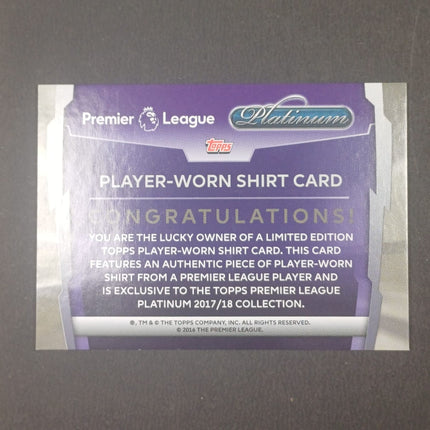 Premier League Platinum
topps
PLAYER-WORN SHIRT CARD
CONGRATULATIONS!
YOU ARE THE LUCKY OWNER OF A LIMITED EDITION
TOPPS PLAYER-WORN SHIRT CARD. THIS CARD
FEATURES AN AUTHENTIC PIECE OF PLAYER-WORN
SHIRT FROM A PREMIER LEAGUE PLAYER AND
IS EXCLUSIVE TO THE TOPPS PREMIER LEAGUE
PLATINUM 2017/18 COLLECTION.
®, TM & © THE TOPPS COMPANY, INC. ALL RIGHTS RESERVED.
© 2016 THE PREMIER LEAGUE.